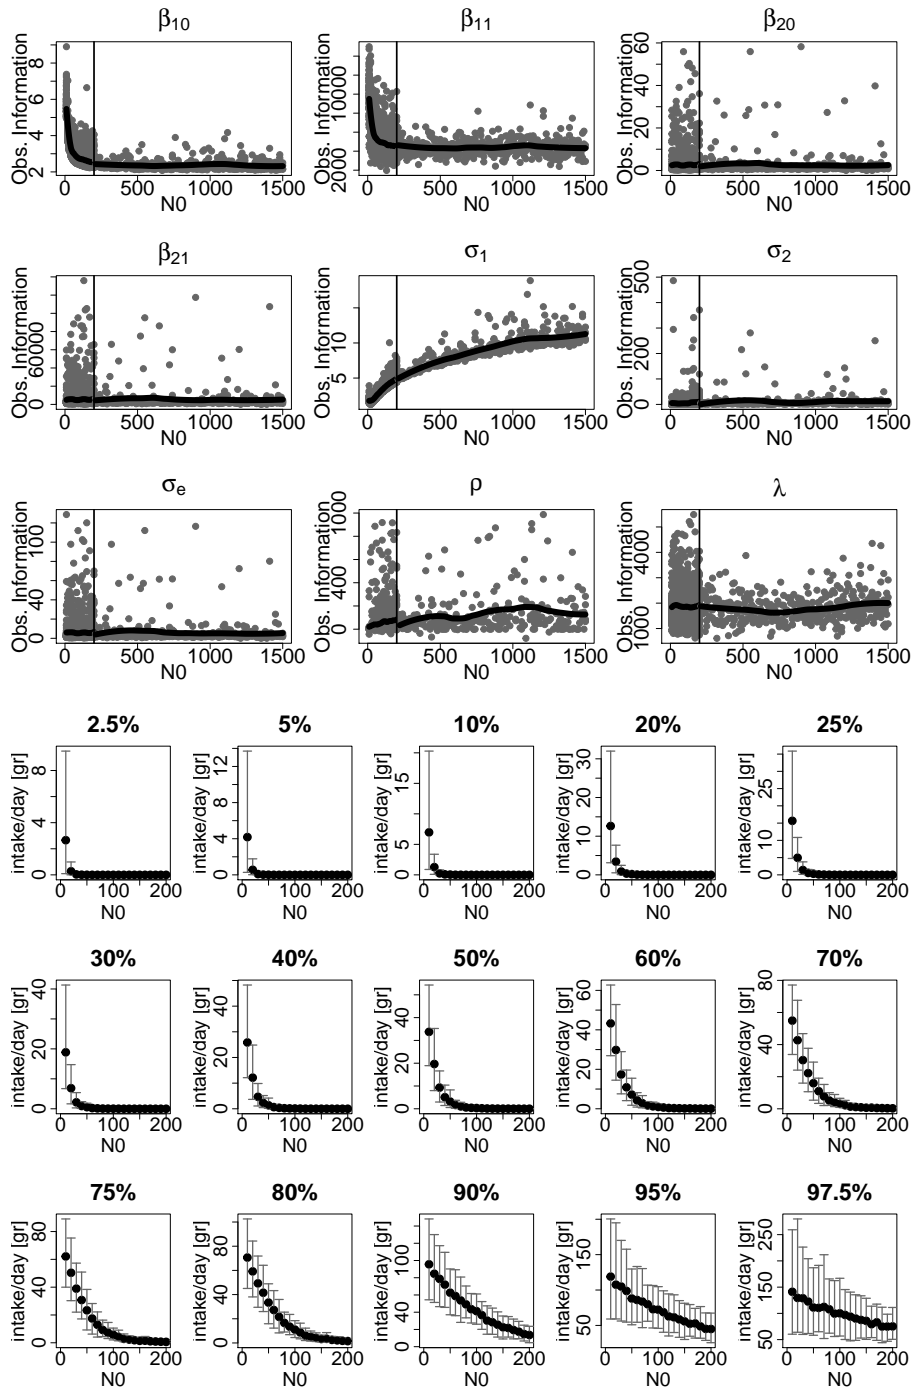 β10 β11 β20
Obs. Information 2 4 6 8 Obs. Information 2000 10000 Obs. Information 0 20 40 60
0 500 1000 1500 0 500 1000 1500 0 500 1000 1500
N0 N0 N0
β21 σ1 σ2
Obs. Information 0 60000 Obs. Information 5 10 Obs. Information 0 200 500
0 500 1000 1500 0 500 1000 1500 0 500 1000 1500
N0 N0 N0
σe ρ λ
Obs. Information 0 40 100 Obs. Information 0 400 1000 Obs. Information 1000 4000
0 500 1000 1500 0 500 1000 1500 0 500 1000 1500
N0 N0 N0
2.5% 5% 10% 20% 25%
intake/day [gr] 0 4 8 intake/day [gr] 0 4 8 12 intake/day [gr] 0 5 15 intake/day [gr] 0 10 20 30 intake/day [gr] 0 10 25
0 100 200 0 100 200 0 100 200 0 100 200 0 100 200
N0 N0 N0 N0 N0
30% 40% 50% 60% 70%
intake/day [gr] 0 20 40 intake/day [gr] 0 20 40 intake/day [gr] 0 20 40 intake/day [gr] 0 20 40 60 intake/day [gr] 0 40 80
0 100 200 0 100 200 0 100 200 0 100 200 0 100 200
N0 N0 N0 N0 N0
75% 80% 90% 95% 97.5%
intake/day [gr] 0 40 80 intake/day [gr] 0 40 80 intake/day [gr] 0 40 100 intake/day [gr] 50 150 intake/day [gr] 50 150 250
0 100 200 0 100 200 0 100 200 0 100 200 0 100 200
N0 N0 N0 N0 N0